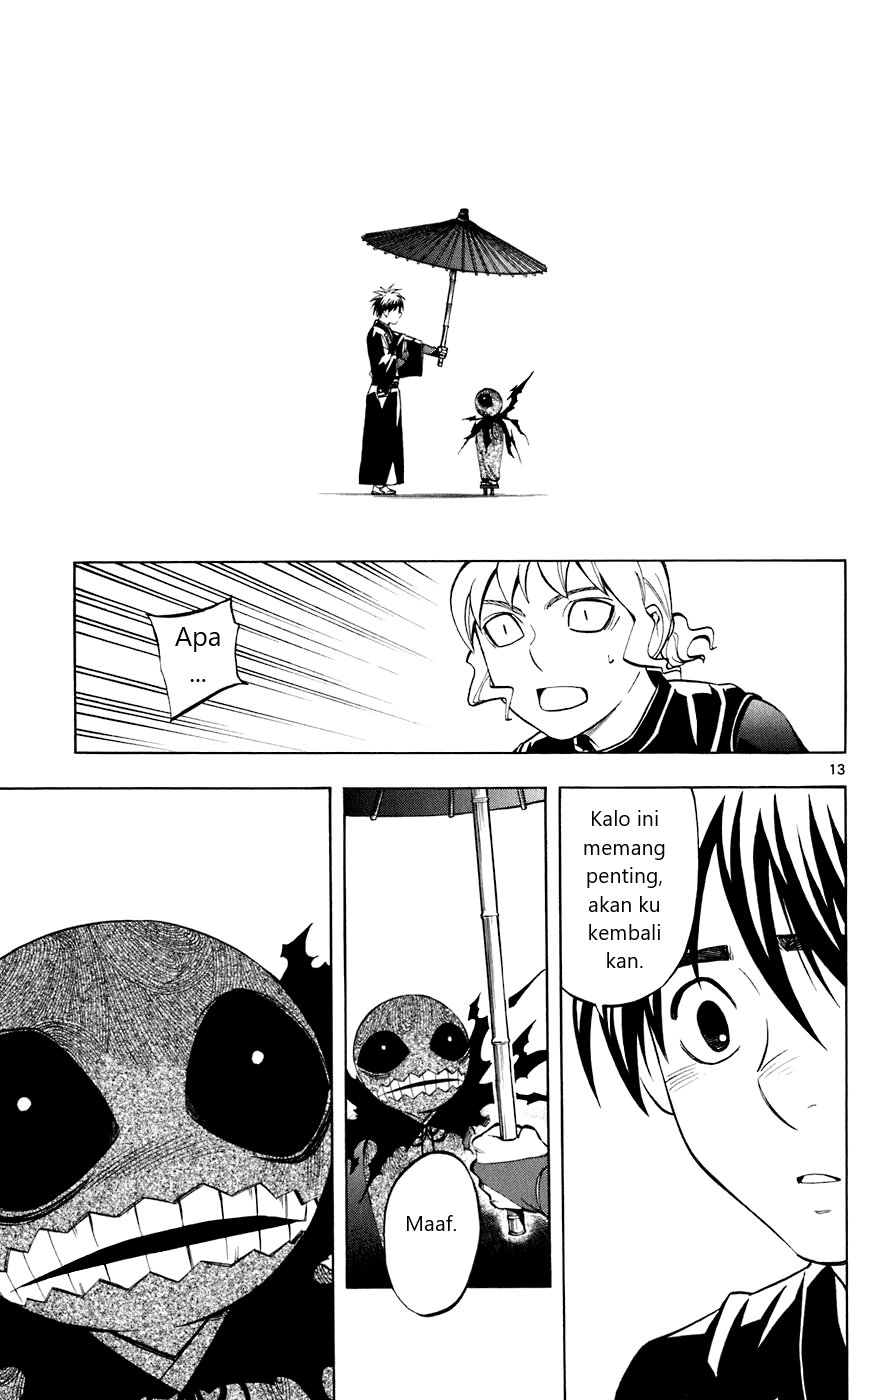 Apa
...
13
Kalo ini
memang
penting,
akan ku
kembali
kan.
Maaf.